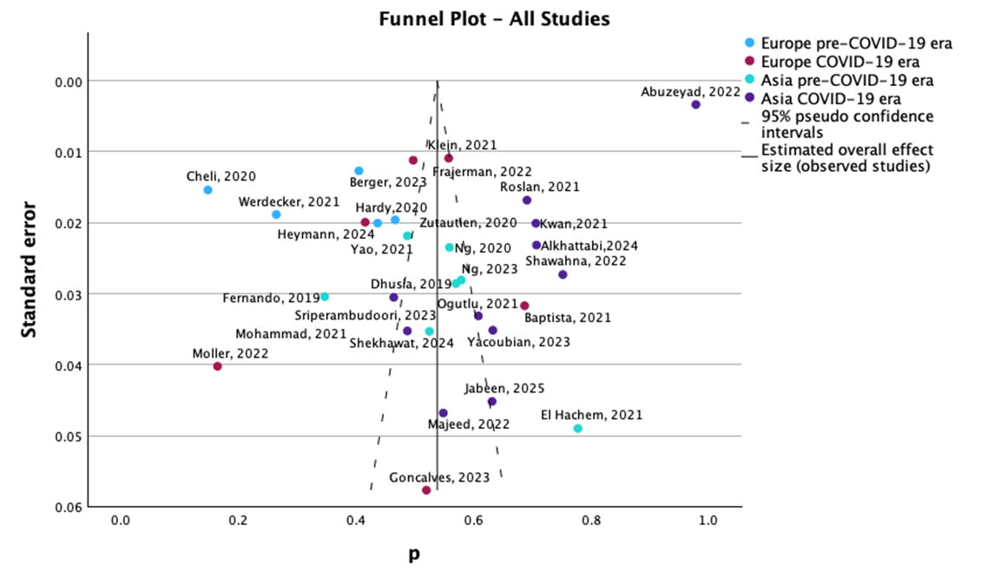 Funnel Plot – All Studies
Europe pre–COVID–19 era
Europe COVID–19 era
Asia pre–COVID–19 era
Asia COVID–19 era
95% pseudo confidence
intervals
Estimated overall effect
size (observed studies)
Standard error
0.00
0.01
0.02
0.03
0.04
0.05
0.06
Abuzeyad, 2022
Klein, 2021
Frajerman, 2022
Cheli, 2020
Berger, 2023
Roslan, 2021
Werdecker, 2021
Hardy,2020
Zutautien, 2020
Kwan,2021
Heymann, 2024
Yao, 2021
Ng, 2020
Alkhattabi,2024
Shawahna, 2022
Ng, 2023
Dhusia, 2019
Fernando, 2019
Ogutlu, 2021
Sriperambudoori, 2023
Baptista, 2021
Mohammad, 2021
Shekhawat, 2024
Yacoubian, 2023
Moller, 2022
Jabeen, 2025
Majeed, 2022
El Hachem, 2021
Goncalves, 2023
0.0
0.2
0.4
0.6
0.8
1.0
p